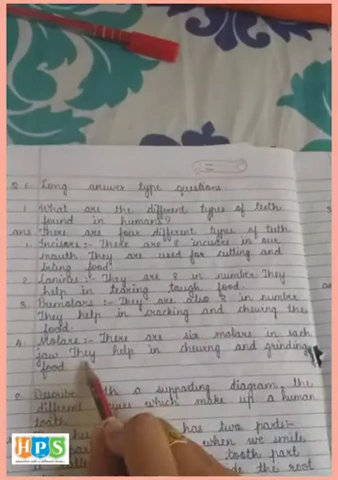 Q.F. Long answer type questions
1. What are the different types of teeth
found in humans?
ans There are four different types of teeth
1. Incisors:- There are 8 incisors in our
mouth They are used for cutting and
biting food.
2. Canines:- They are 8 in number They
help in tearing tough food.
3. Premolars:- They are also 8 in number
They help in cracking and chewing the
food.
4. Molars:- There are six molars in each
jaw They help in chewing and grinding
food.
Describe with a supporting diagram, the
different which make up a human
tooth
has two parts:-
when we smile
tooth part
the root
HPS